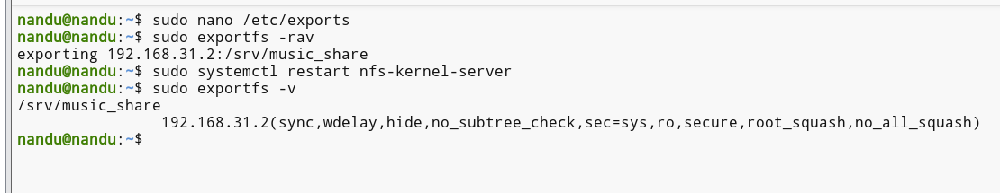 nandu@nandu:~$ sudo nano /etc/exports
nandu@nandu:~$ sudo exportfs -rav
exporting 192.168.31.2:/srv/music_share
nandu@nandu:~$ sudo systemctl restart nfs-kernel-server
nandu@nandu:~$ sudo exportfs -v
/srv/music_share
192.168.31.2(sync,wdelay,hide,no_subtree_check,sec=sys,ro,secure,root_squash,no_all_squash)
nandu@nandu:~$